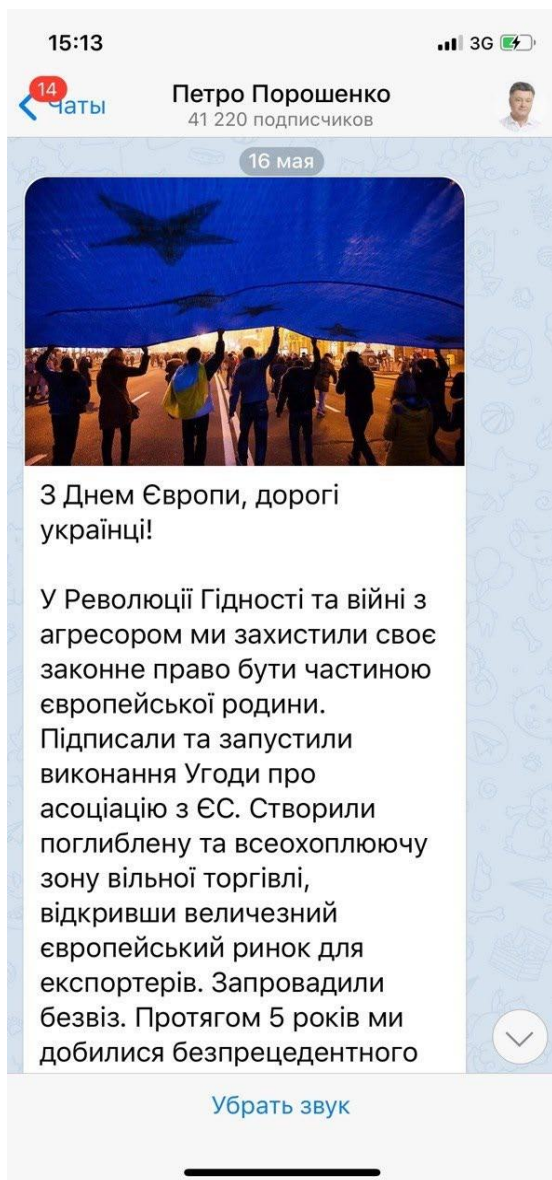 15:13
3G
14
Чаты
Петро Порошенко
41 220 подписчиков
16 мая
З Днем Європи, дорогі
українці!
У Революції Гідності та війні з
агресором ми захистили своє
законне право бути частиною
європейської родини.
Підписали та запустили
виконання Угоди про
асоціацію з ЄС. Створили
поглиблену та всеохоплюючу
зону вільної торгівлі,
відкривши величезний
європейський ринок для
експортерів. Запровадили
безвіз. Протягом 5 років ми
добилися безпрецедентного
Убрать звук